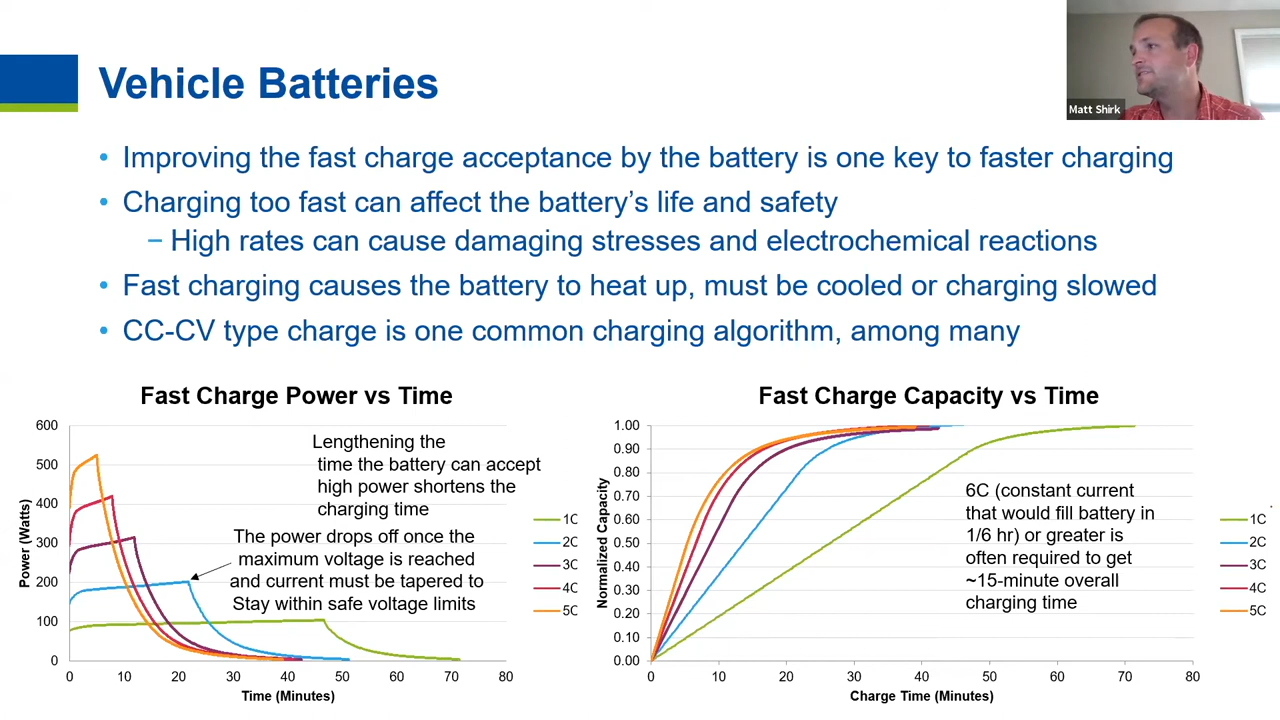 Vehicle Batteries
Matt Shirk
• Improving the fast charge acceptance by the battery is one key to faster charging
• Charging too fast can affect the battery’s life and safety
– High rates can cause damaging stresses and electrochemical reactions
• Fast charging causes the battery to heat up, must be cooled or charging slowed
• CC-CV type charge is one common charging algorithm, among many
Fast Charge Power vs Time
600
500
400
300
200
100
0
Power (Watts)
Lengthening the
time the battery can accept
high power shortens the
charging time
The power drops off once the
maximum voltage is reached
and current must be tapered to
Stay within safe voltage limits
1C
2C
3C
4C
5C
0 10 20 30 40 50 60 70 80
Time (Minutes)
Fast Charge Capacity vs Time
1.00
0.90
0.80
0.70
0.60
0.50
0.40
0.30
0.20
0.10
0.00
Normalized Capacity
6C (constant current
that would fill battery in
1/6 hr) or greater is
often required to get
~15-minute overall
charging time
1C
2C
3C
4C
5C
0 10 20 30 40 50 60 70 80
Charge Time (Minutes)